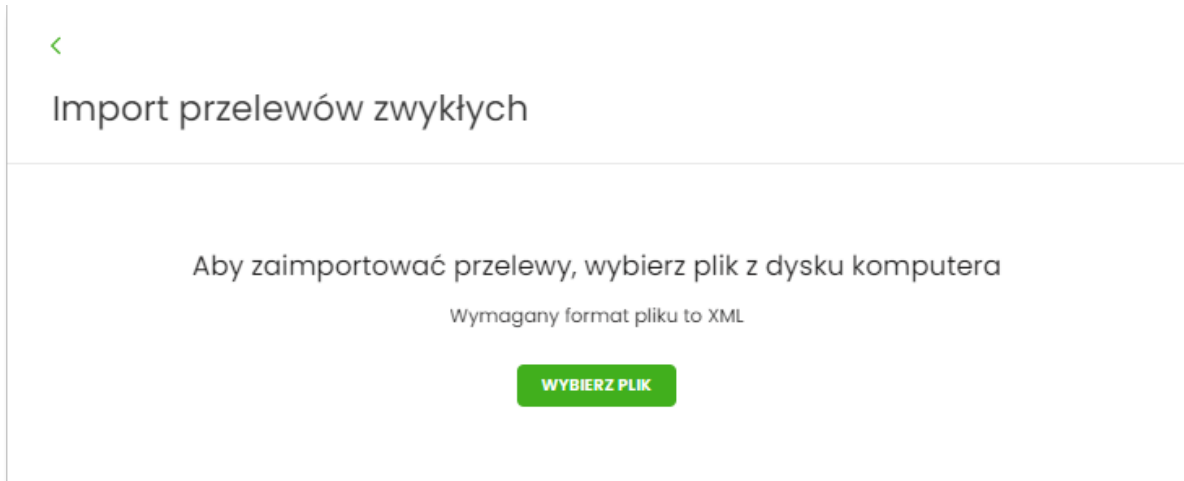 Import przelewów zwykłych
Aby zaimportować przelewy, wybierz plik z dysku komputera
Wymagany format pliku to XML
WYBIERZ PLIK